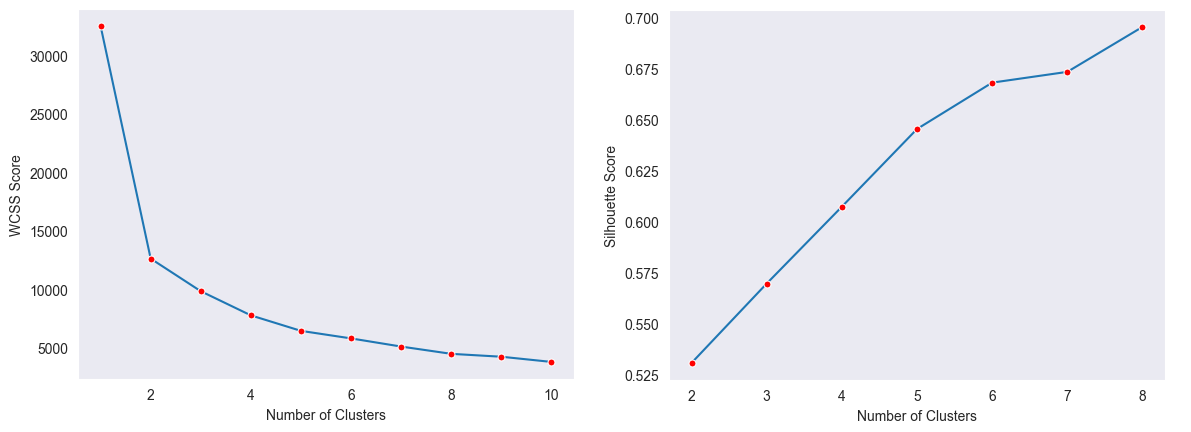 WCSS Score
30000
25000
20000
15000
10000
5000
2 4 6 8 10
Number of Clusters
Silhouette Score
0.700
0.675
0.650
0.625
0.600
0.575
0.550
0.525
2 3 4 5 6 7 8
Number of Clusters